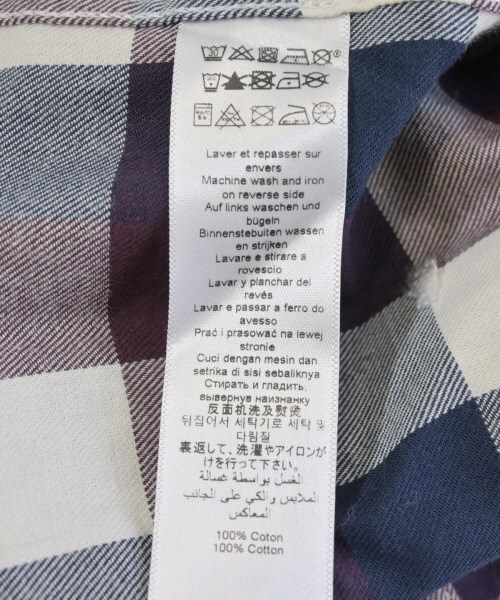 30
®
Laver et repasser sur
envers
Machine wash and iron
on reverse side
Auf links waschen und
bügeln
Binnenstebuiten wassen
en strijken
Lavare e stirare a
rovescio
Lavar y planchar del
revés
Lavar e passar a ferro do
avesso
Prać i prasować na lewej
stronie
Cuci dengan mesin dan
setrika di sisi sebaliknya
Стирать и гладить,
вывернув наизнанку
反面机洗及熨烫
뒤집어서 세탁기로 세탁 및
다림질
裏返して、洗濯やアイロンが
けを行って下さい。
الغسل بواسطة غسالة
الملابس والكي على الجانب
المعاكس
100% Coton
100% Cotton